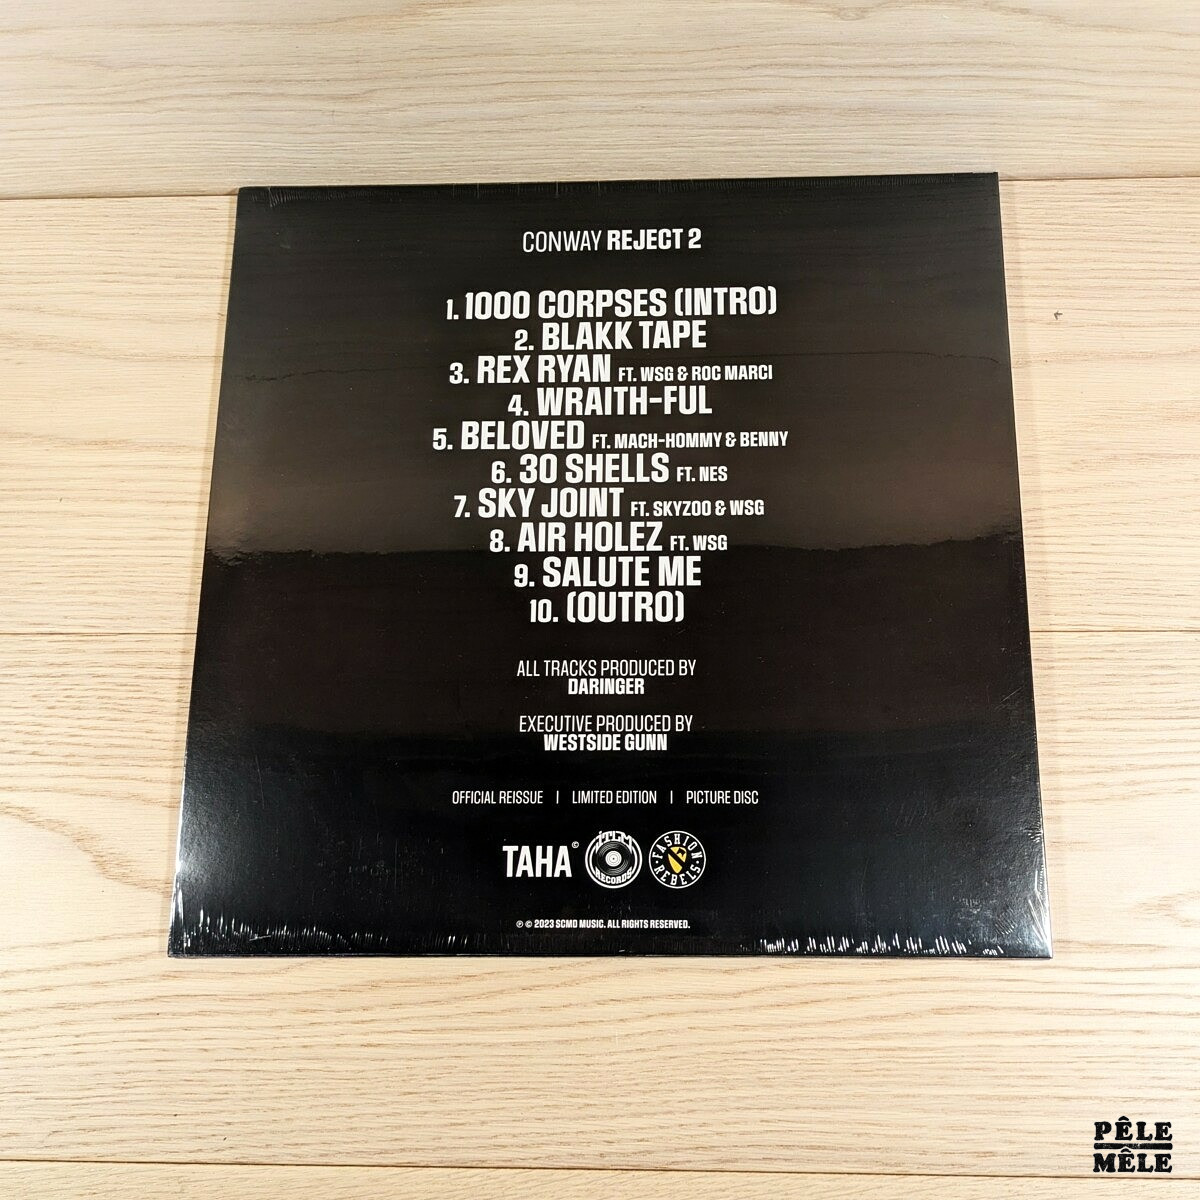 CONWAY REJECT 2
1. 1000 CORPSES (INTRO)
2. BLAKK TAPE
3. REX RYAN FT. WSG & ROC MARCI
4. WRAITH-FUL
5. BELOVED FT. MACH-HOMMY & BENNY
6. 30 SHELLS FT. NES
7. SKY JOINT FT. SKYZOO & WSG
8. AIR HOLEZ FT. WSG
9. SALUTE ME
10. (OUTRO)
ALL TRACKS PRODUCED BY
DARINGER
EXECUTIVE PRODUCED BY
WESTSIDE GUNN
OFFICIAL REISSUE | LIMITED EDITION | PICTURE DISC
TAHA©
JTLM RECORDS
FASHION REBELS
℗ © 2023 SCMD MUSIC. ALL RIGHTS RESERVED.
PÊLE
MÊLE